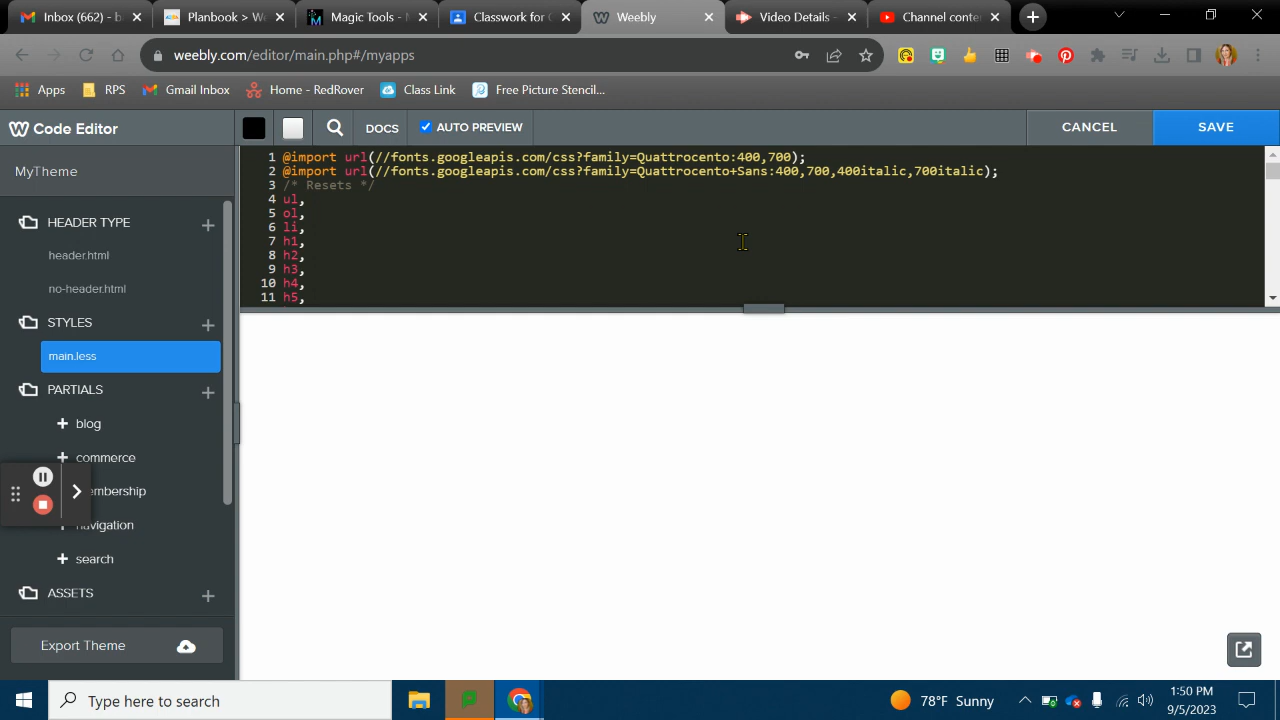 Inbox (662) - b
Planbook > We
Magic Tools - M
Classwork for C
Weebly
Video Details -
Channel conten
weebly.com/editor/main.php#/myapps
Apps
RPS
Gmail Inbox
Home - RedRover
Class Link
Free Picture Stencil...
Code Editor
DOCS
AUTO PREVIEW
CANCEL
SAVE
MyTheme
HEADER TYPE
header.html
no-header.html
STYLES
main.less
PARTIALS
blog
commerce
embership
navigation
search
ASSETS
Export Theme
1 @import url(//fonts.googleapis.com/css?family=Quattrocento:400,700);
2 @import url(//fonts.googleapis.com/css?family=Quattrocento+Sans:400,700,400italic,700italic);
3 /* Resets */
4 ul,
5 ol,
6 li,
7 h1,
8 h2,
9 h3,
10 h4,
11 h5,
Type here to search
78°F Sunny
1:50 PM
9/5/2023